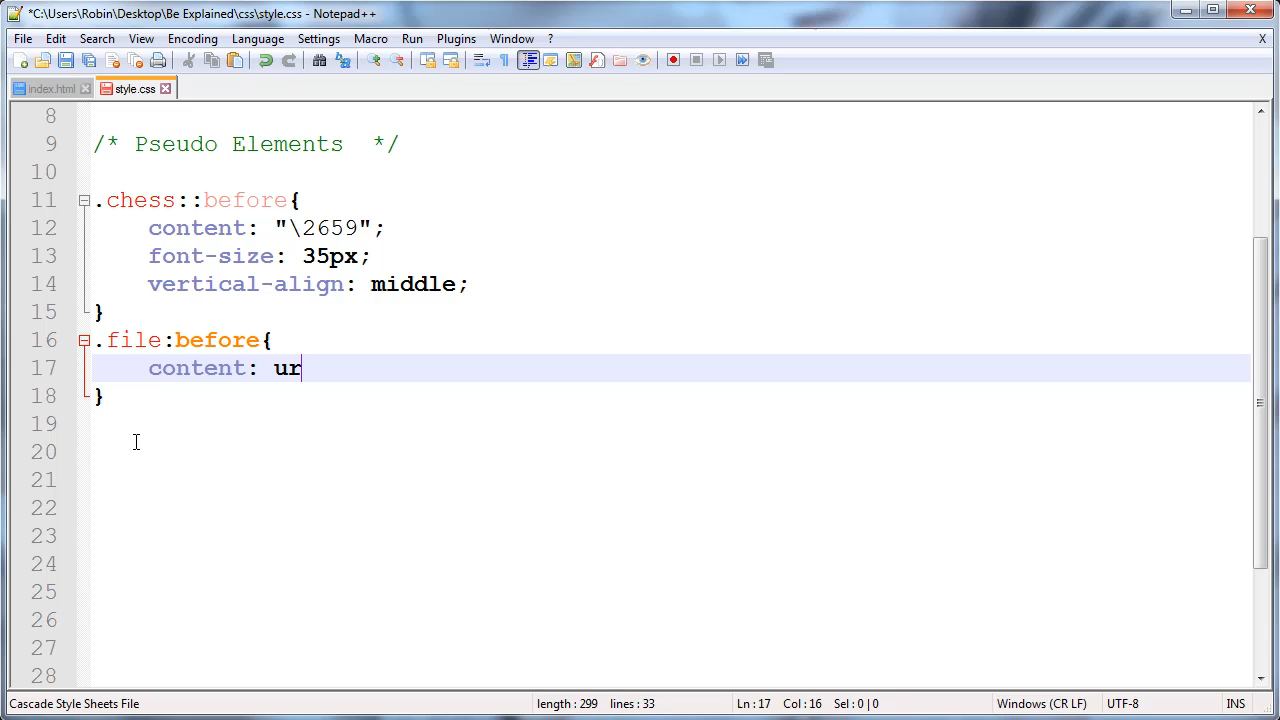 *C:\Users\Robin\Desktop\Be Explained\css\style.css - Notepad++
File Edit Search View Encoding Language Settings Macro Run Plugins Window ? X
index.html style.css
8
9 /* Pseudo Elements  */
10
11 .chess::before{
12 content: "\2659";
13 font-size: 35px;
14 vertical-align: middle;
15 }
16 .file:before{
17 content: ur
18 }
19
20
21
22
23
24
25
26
27
28
Cascade Style Sheets File length : 299 lines : 33 Ln : 17 Col : 16 Sel : 0 | 0 Windows (CR LF) UTF-8 INS